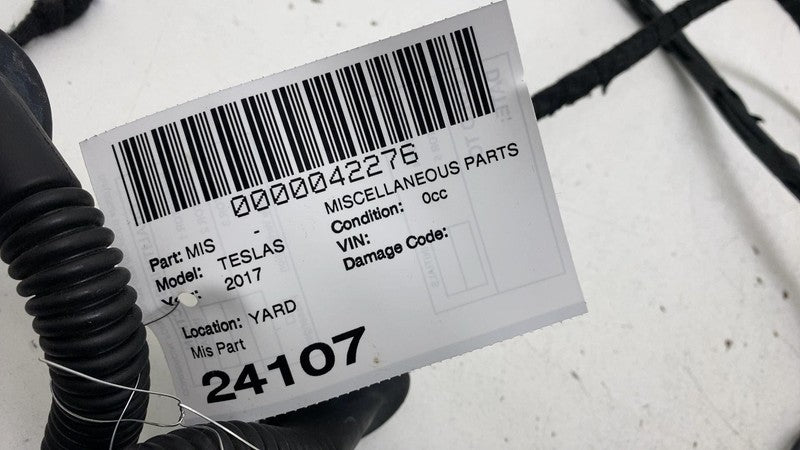 0000042276
Part: MIS - MISCELLANEOUS PARTS
Model: TESLAS Condition: 0cc
2017 VIN:
Damage Code:
Location: YARD
Mis Part
24107